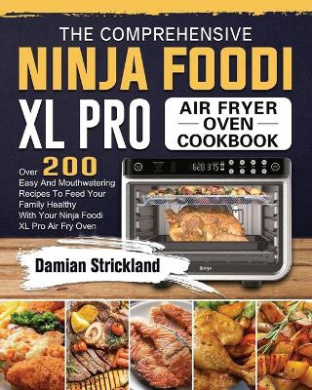 THE COMPREHENSIVE
NINJA FOODI
XL PRO
AIR FRYER
OVEN
COOKBOOK
Over 200
Easy And Mouthwatering
Recipes To Feed Your
Family Healthy
With Your Ninja Foodi
XL Pro Air Fry Oven
Damian Strickland